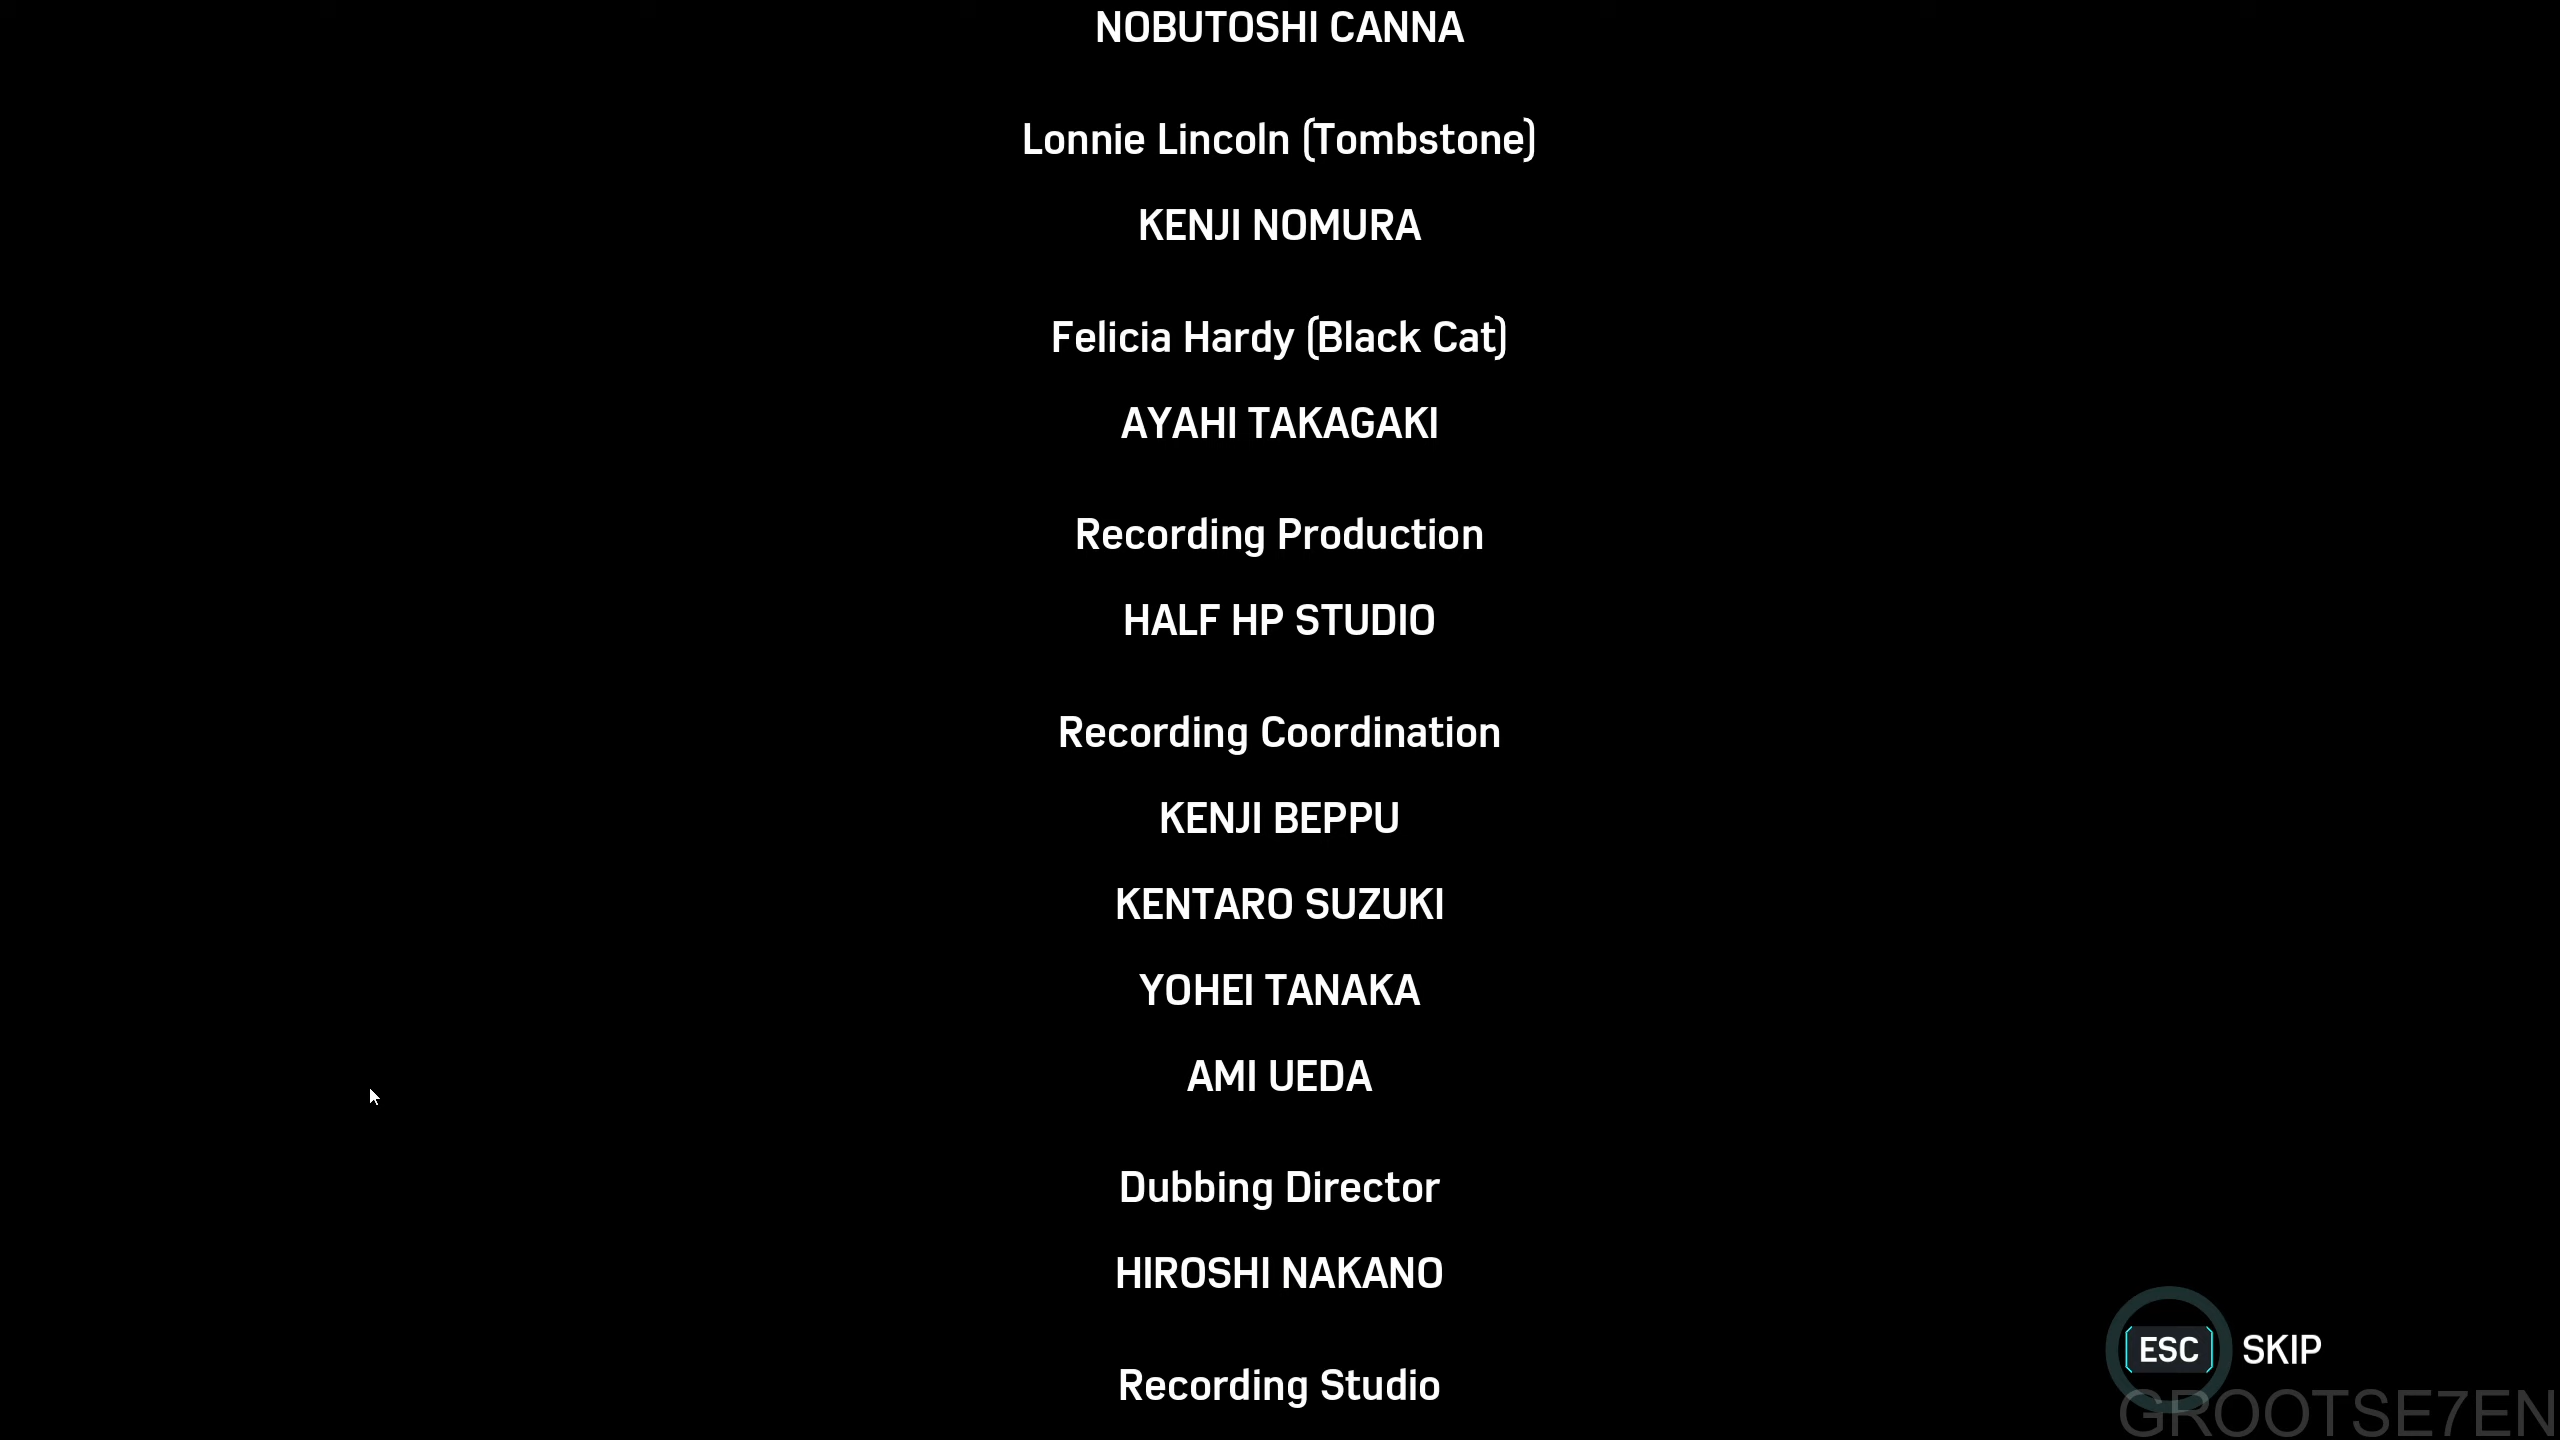 NOBUTOSHI CANNA
Lonnie Lincoln (Tombstone)
KENJI NOMURA
Felicia Hardy (Black Cat)
AYAHI TAKAGAKI
Recording Production
HALF HP STUDIO
Recording Coordination
KENJI BEPPU
KENTARO SUZUKI
YOHEI TANAKA
AMI UEDA
Dubbing Director
HIROSHI NAKANO
ESC SKIP
Recording Studio
GROOTSE7EN